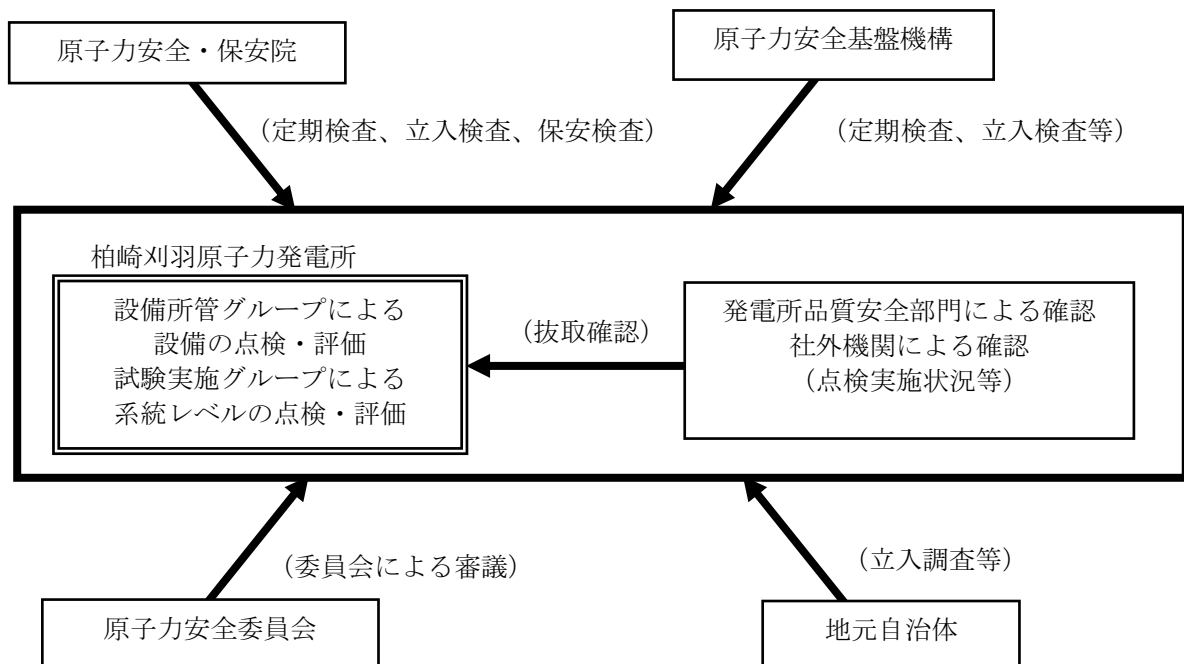 原子力安全・保安院
原子力安全基盤機構
（定期検査、立入検査、保安検査）
（定期検査、立入検査等）
柏崎刈羽原子力発電所
設備所管グループによる
設備の点検・評価
試験実施グループによる
系統レベルの点検・評価
（抜取確認）
発電所品質安全部門による確認
社外機関による確認
（点検実施状況等）
（委員会による審議）
（立入調査等）
原子力安全委員会
地元自治体